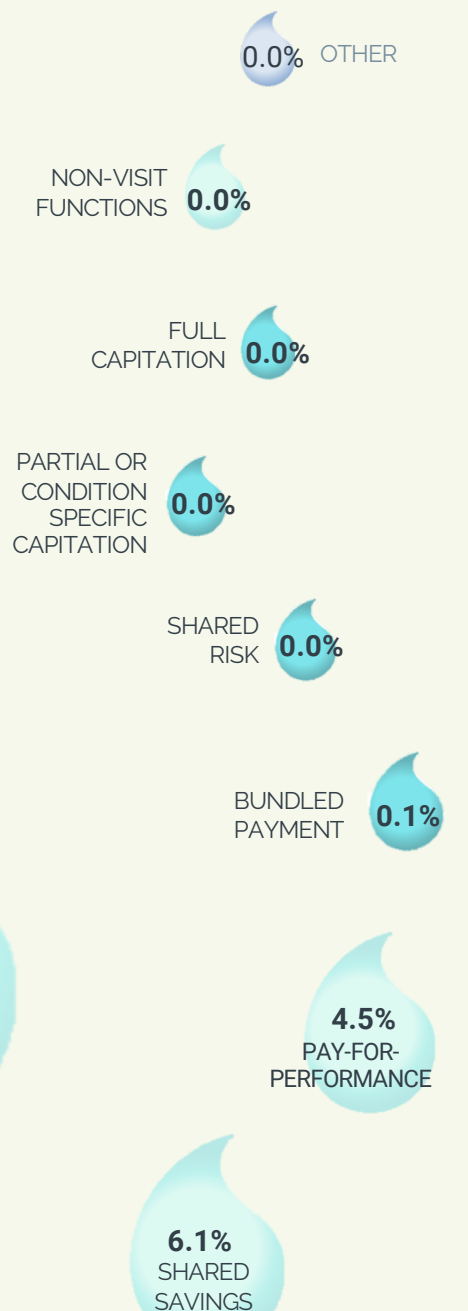 0.0% OTHER
NON-VISIT
FUNCTIONS
0.0%
FULL
CAPITATION
0.0%
PARTIAL OR
CONDITION
SPECIFIC
CAPITATION
0.0%
SHARED
RISK
0.0%
BUNDLED
PAYMENT
0.1%
4.5%
PAY-FOR-
PERFORMANCE
6.1%
SHARED
SAVINGS